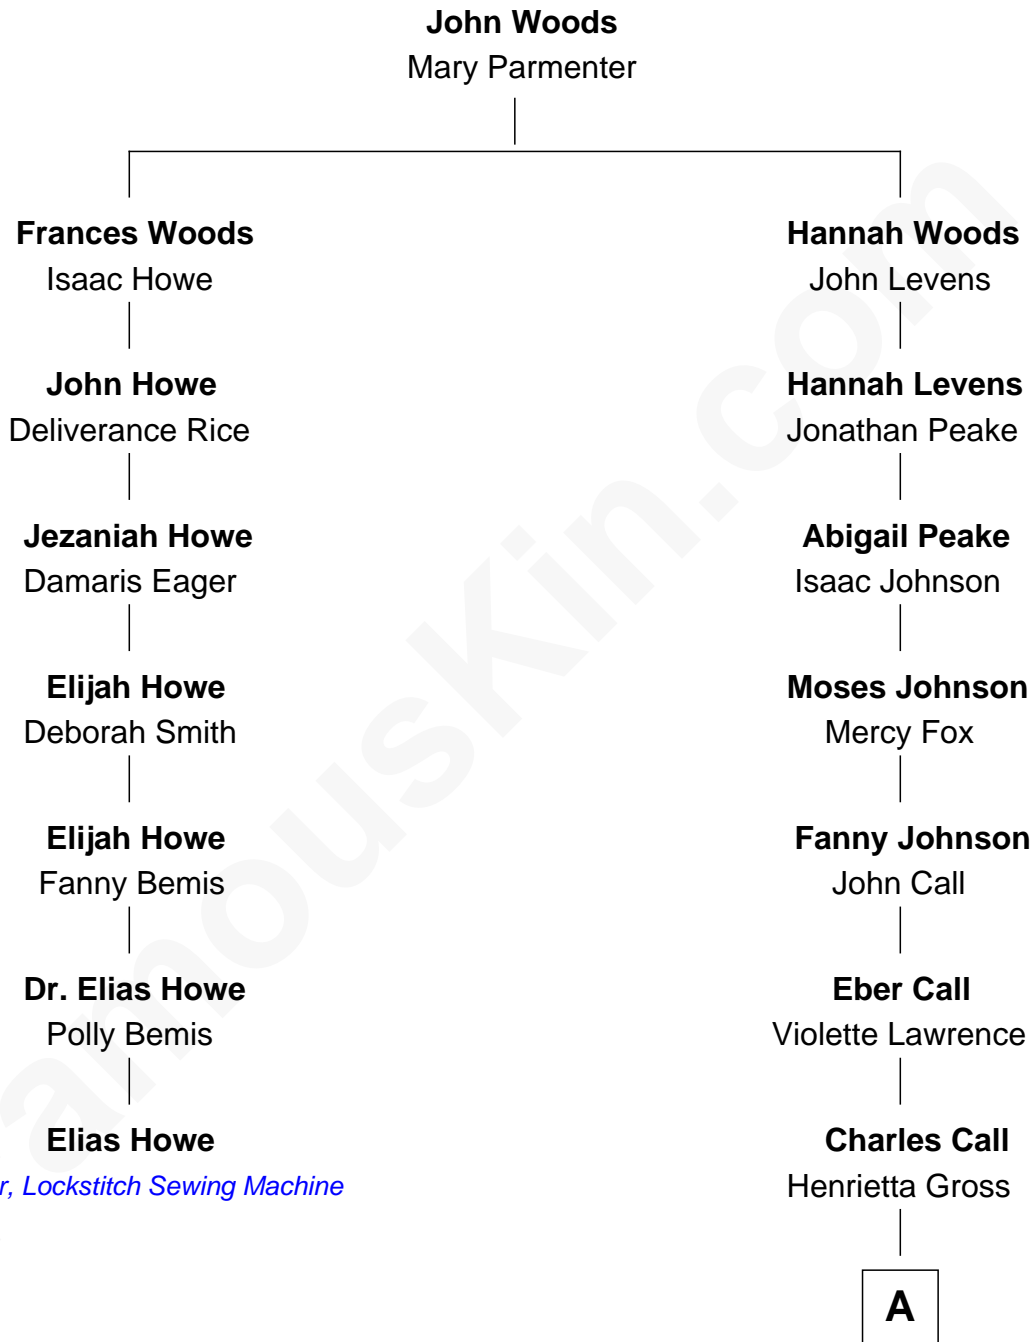 John Woods
Mary Parmenter
Frances Woods
Isaac Howe
Hannah Woods
John Levens
John Howe
Deliverance Rice
Hannah Levens
Jonathan Peake
Jezaniah Howe
Damaris Eager
Abigail Peake
Isaac Johnson
Elijah Howe
Deborah Smith
Moses Johnson
Mercy Fox
Elijah Howe
Fanny Bemis
Fanny Johnson
John Call
Dr. Elias Howe
Polly Bemis
Eber Call
Violette Lawrence
Elias Howe
r, Lockstitch Sewing Machine
Charles Call
Henrietta Gross
A
amouskin.com